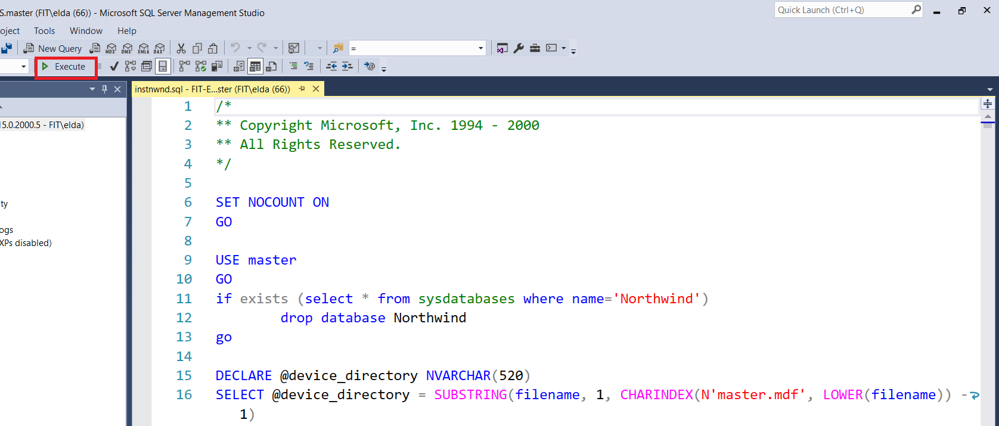 S.master (FIT\elda (66)) - Microsoft SQL Server Management Studio
Quick Launch (Ctrl+Q)
oject Tools Window Help
New Query MDX DMX XMLA DAX =
Execute
instnwnd.sql - FIT-E...ster (FIT\elda (66))
15.0.2000.5 - FIT\elda)
ty
ogs
XPs disabled)
1 /*
2 ** Copyright Microsoft, Inc. 1994 - 2000
3 ** All Rights Reserved.
4 */
5
6 SET NOCOUNT ON
7 GO
8
9 USE master
10 GO
11 if exists (select * from sysdatabases where name='Northwind')
12 drop database Northwind
13 go
14
15 DECLARE @device_directory NVARCHAR(520)
16 SELECT @device_directory = SUBSTRING(filename, 1, CHARINDEX(N'master.mdf', LOWER(filename)) -
1)